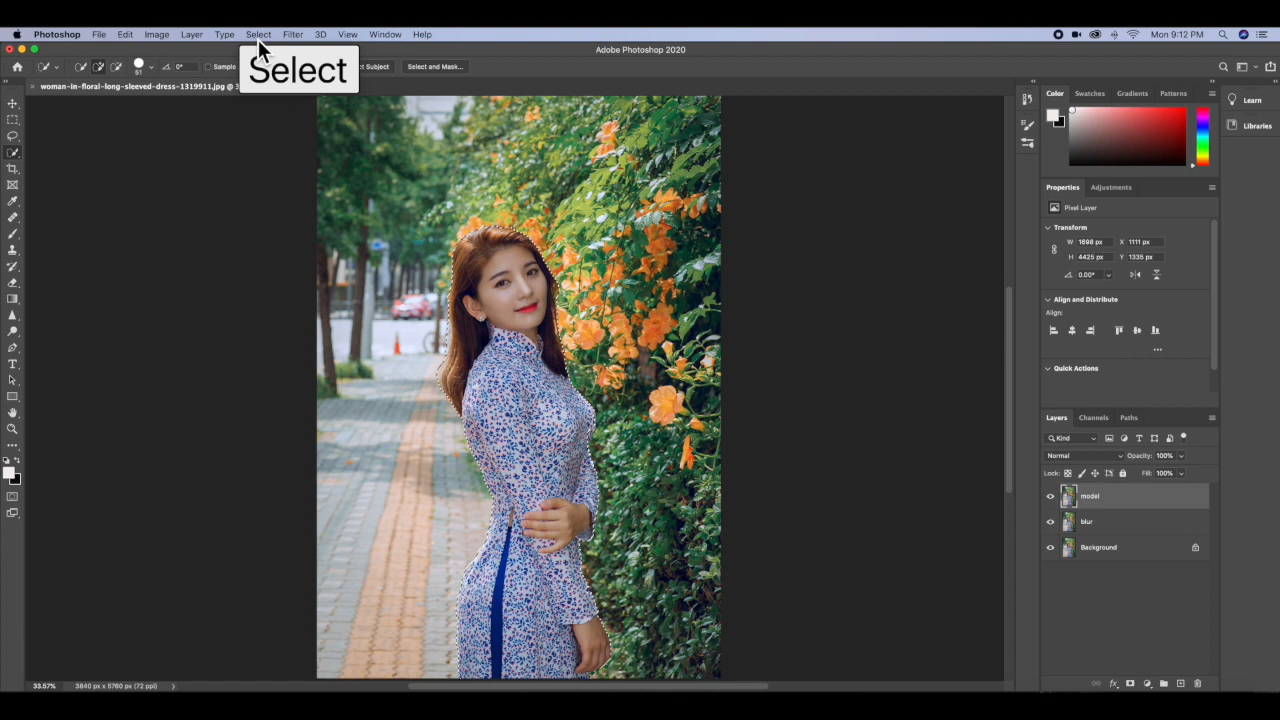 Photoshop File Edit Image Layer Type Select Filter 3D View Window Help Mon 9:12 PM
Adobe Photoshop 2020
61 0° Sample Subject Select and Mask...
Select
woman-in-floral-long-sleeved-dress-1319911.jpg @
Color Swatches Gradients Patterns
Learn
Libraries
Properties Adjustments
Pixel Layer
Transform
W 1698 px X 1111 px
H 4425 px Y 1335 px
0.00°
Align and Distribute
Align:
Quick Actions
Layers Channels Paths
Kind
Normal Opacity: 100%
Lock: Fill: 100%
model
blur
Background
33.57% 3840 px x 5760 px (72 ppi)